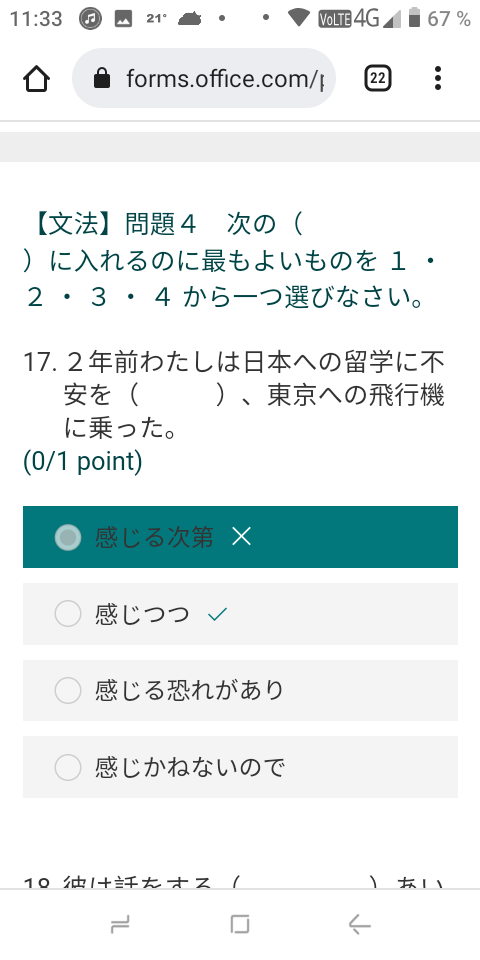 11:33 21° VoLTE 4G 67 %
forms.office.com/p 22
【文法】問題４　次の（
）に入れるのに最もよいものを １ ・
２ ・ ３ ・ ４ から一つ選びなさい。
17. ２年前わたしは日本への留学に不
安を（　　　）、東京への飛行機
に乗った。
(0/1 point)
感じる次第
感じつつ
感じる恐れがあり
感じかねないので
18. 彼は話をする（　　　　　）あい